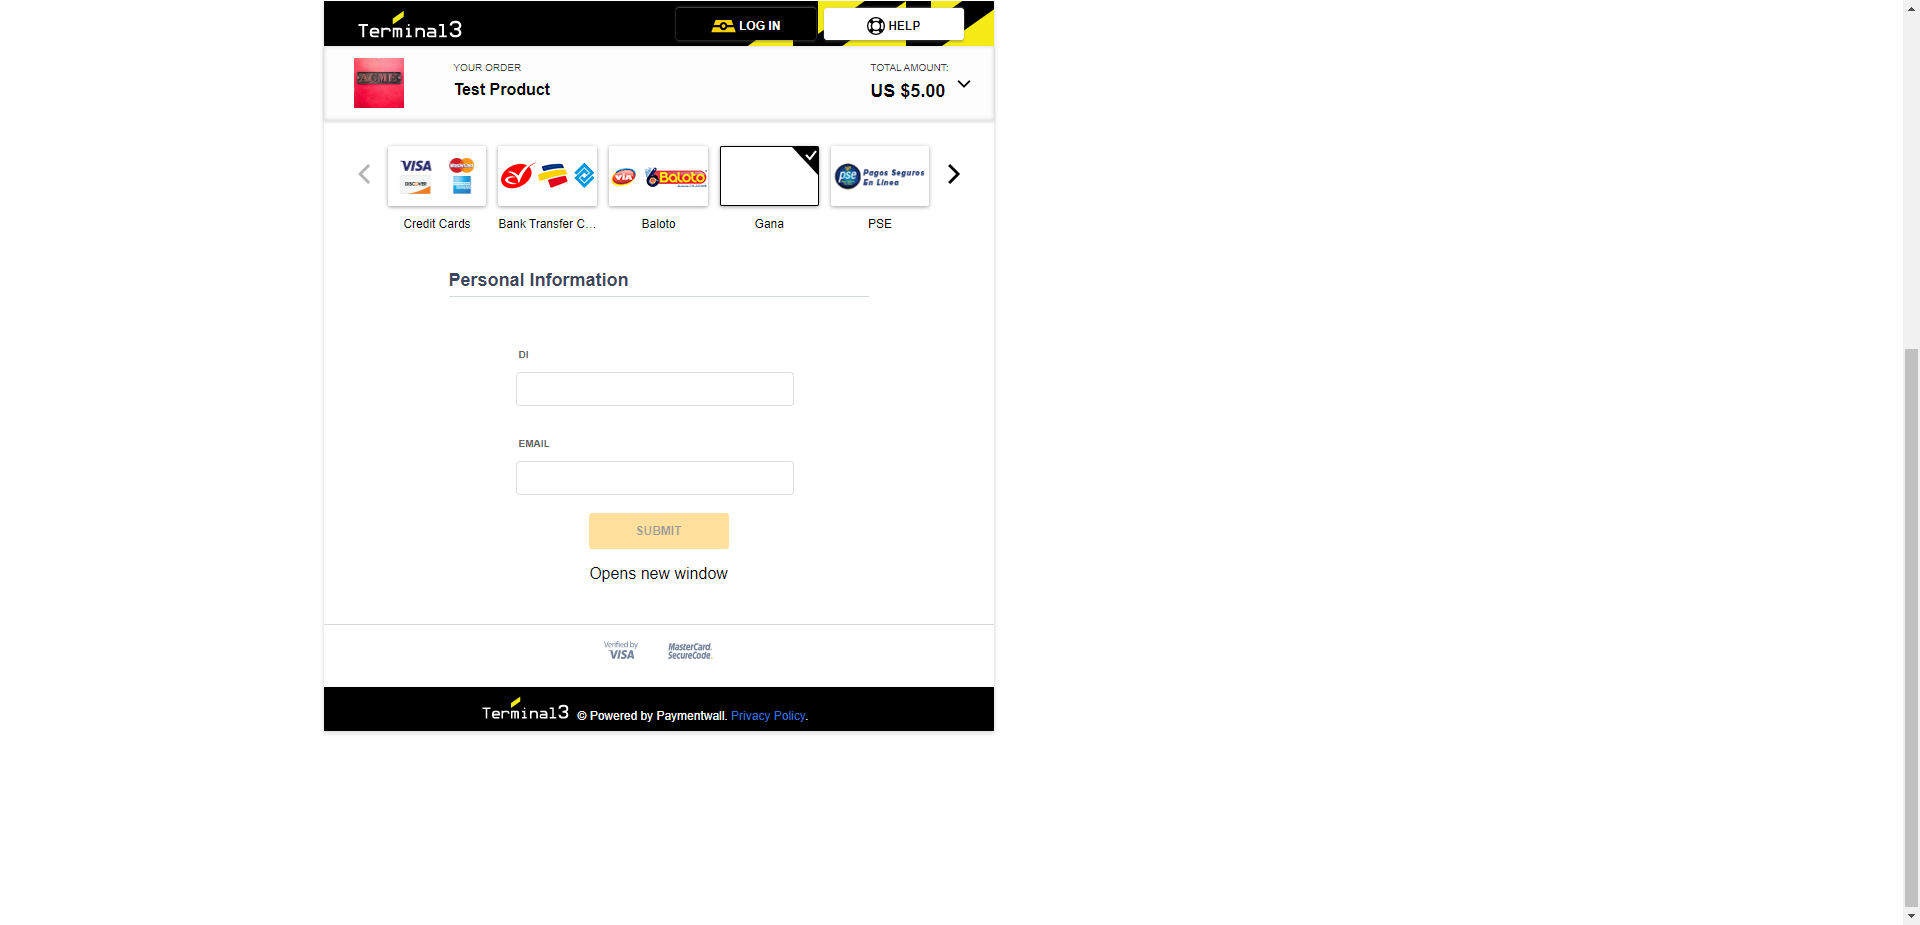 Terminal3
LOG IN
HELP
YOUR ORDER
Test Product
TOTAL AMOUNT:
US $5.00
ACME
VISA
MasterCard
DISCOVER
VIA
Baloto
pse
Pagos Seguros
En Línea
Credit Cards
Bank Transfer C...
Baloto
Gana
PSE
Personal Information
DI
EMAIL
SUBMIT
Opens new window
Verified by
VISA
MasterCard.
SecureCode.
Terminal3
© Powered by Paymentwall. Privacy Policy.